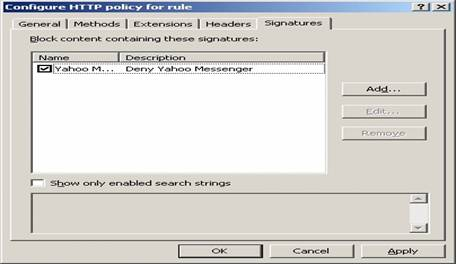 Configure HTTP policy for rule
General Methods Extensions Headers Signatures
Block content containing these signatures:
Name Description
Yahoo M... Deny Yahoo Messenger
Add...
Edit...
Remove
Show only enabled search strings
OK Cancel Apply